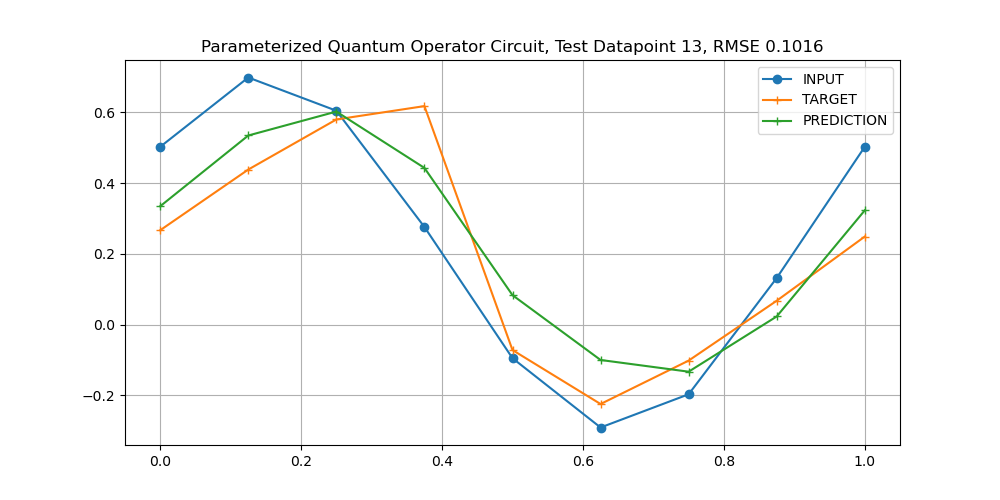 Parameterized Quantum Operator Circuit, Test Datapoint 13, RMSE 0.1016
INPUT
TARGET
PREDICTION
0.6
0.4
0.2
0.0
−0.2
0.0 0.2 0.4 0.6 0.8 1.0